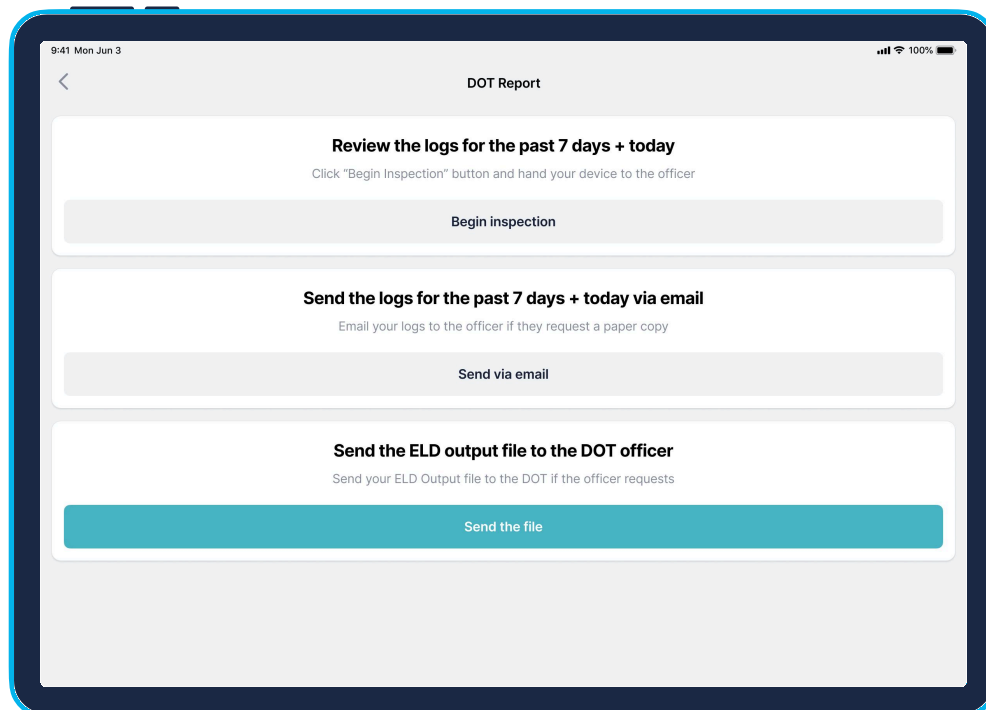 9:41 Mon Jun 3
100%
DOT Report
Review the logs for the past 7 days + today
Click "Begin Inspection" button and hand your device to the officer
Begin inspection
Send the logs for the past 7 days + today via email
Email your logs to the officer if they request a paper copy
Send via email
Send the ELD output file to the DOT officer
Send your ELD Output file to the DOT if the officer requests
Send the file